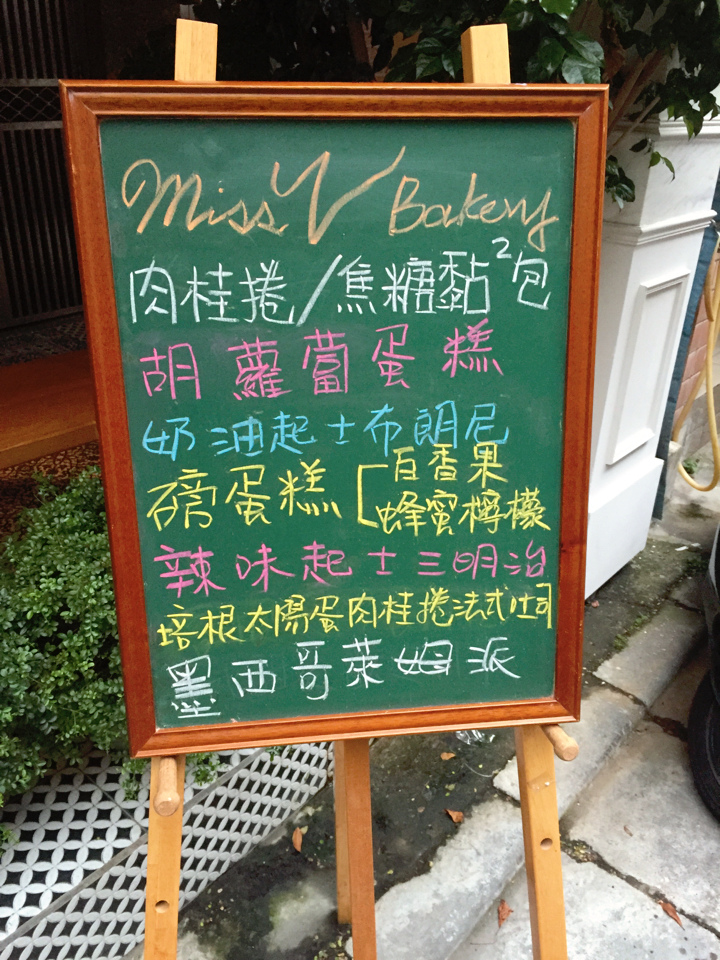 Miss V Bakery
肉桂捲/焦糖黏²包
胡蘿蔔蛋糕
奶油起士布朗尼
磅蛋糕[百香果
蜂蜜檸檬
辣味起士三明治
培根太陽蛋肉桂捲法式吐司
墨西哥萊姆派